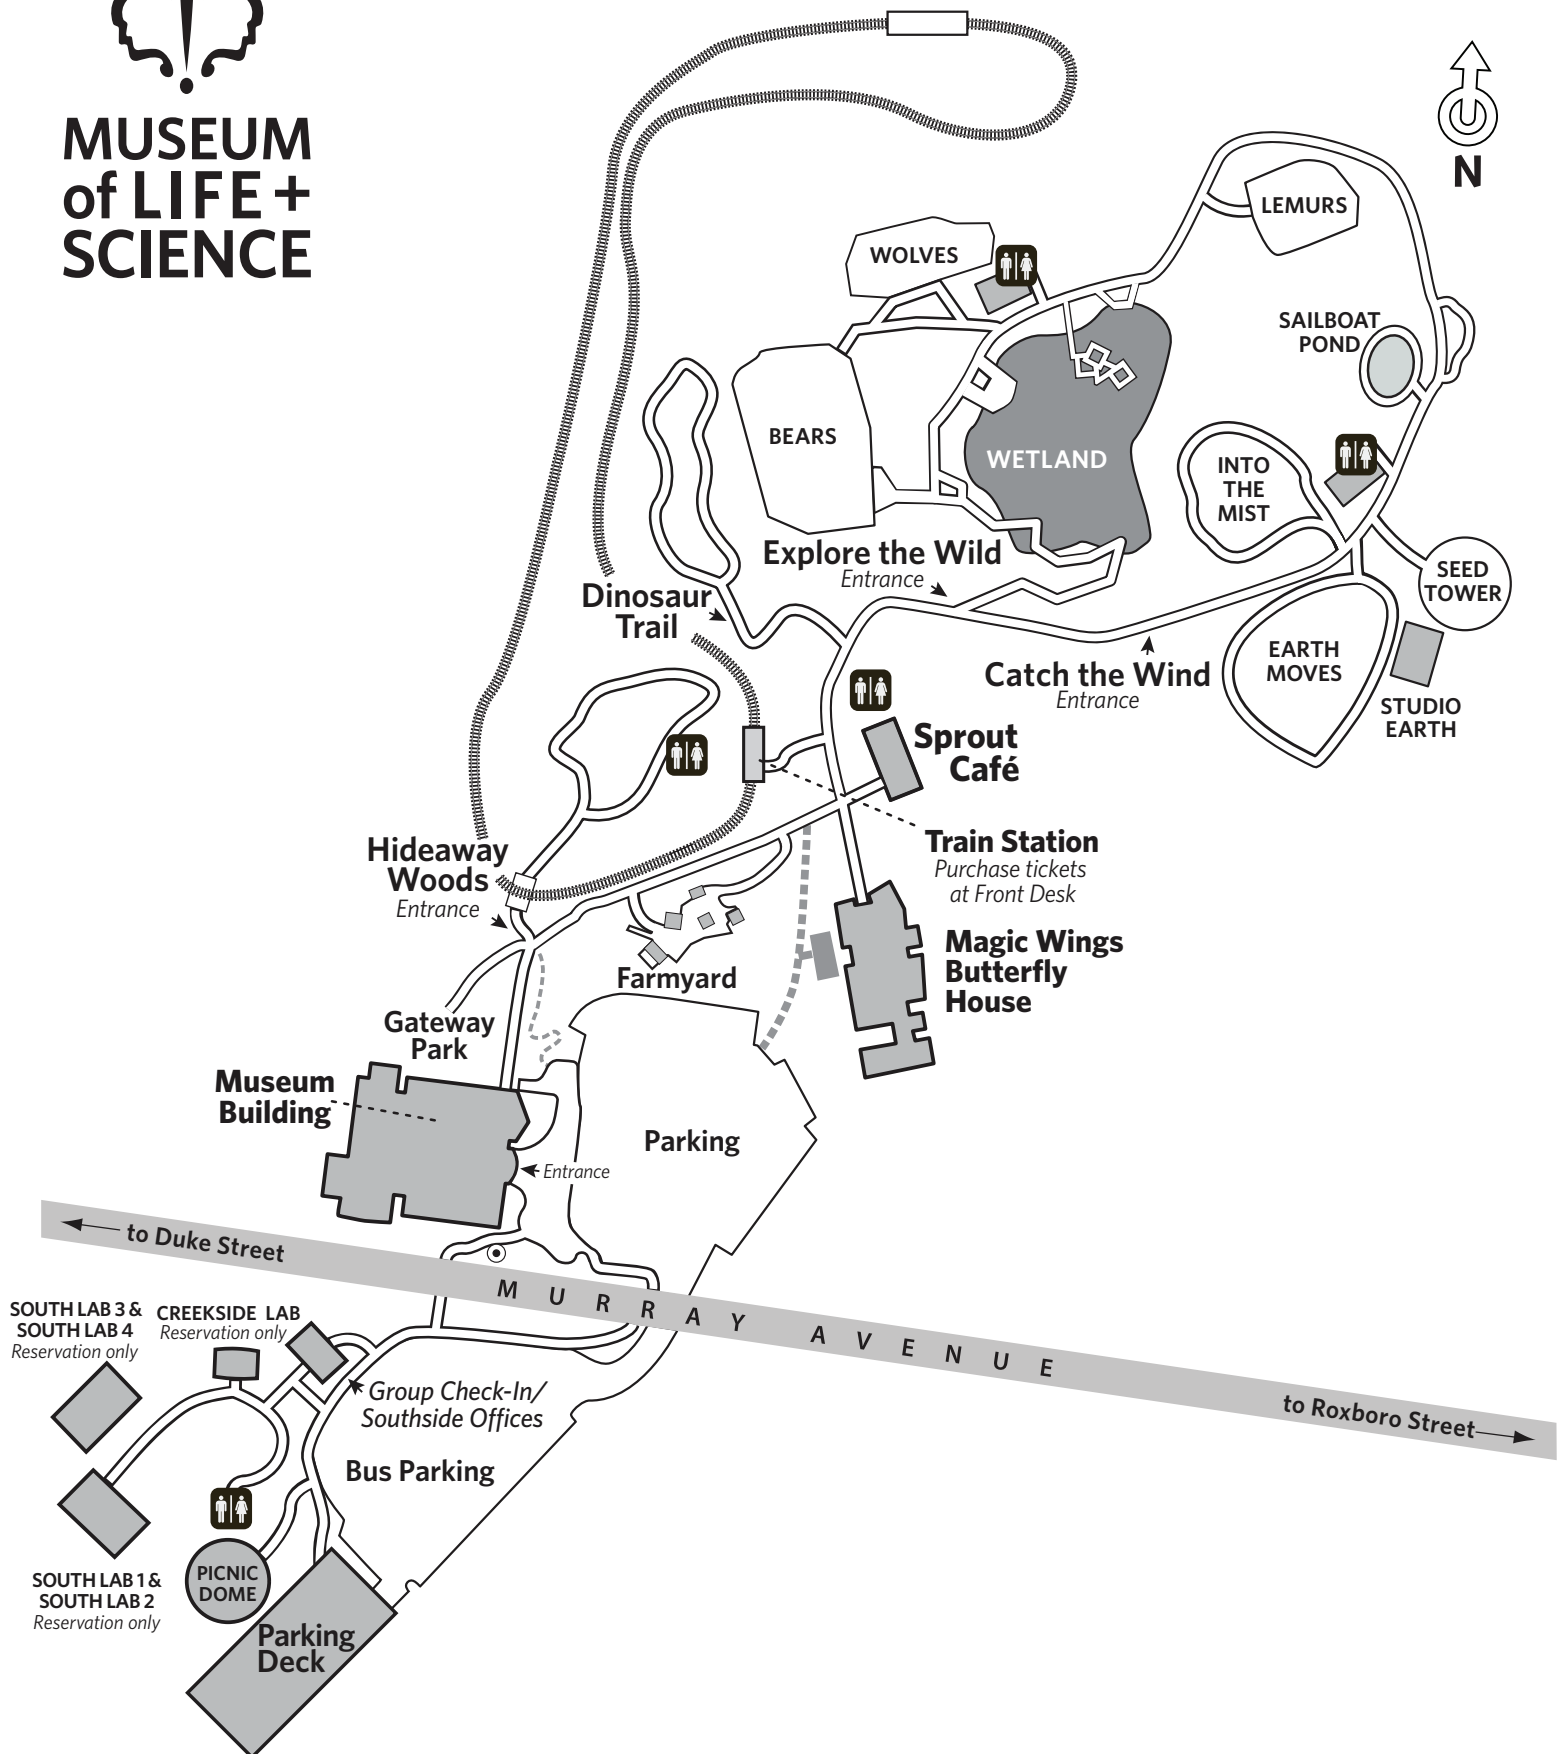 MUSEUM
of LIFE +
SCIENCE
N
LEMURS
WOLVES
SAILBOAT
POND
BEARS
WETLAND
INTO
THE
MIST
Explore the Wild
Entrance
SEED
TOWER
Dinosaur
Trail
EARTH
MOVES
Catch the Wind
Entrance
STUDIO
EARTH
Sprout
Café
Train Station
Purchase tickets
at Front Desk
Hideaway
Woods
Entrance
Farmyard
Magic Wings
Butterfly
House
Gateway
Park
Museum
Building
Parking
Entrance
to Duke Street
MURRAY AVENUE
to Roxboro Street
SOUTH LAB 3 &
SOUTH LAB 4
Reservation only
CREEKSIDE LAB
Reservation only
Group Check-In/
Southside Offices
Bus Parking
SOUTH LAB 1 &
SOUTH LAB 2
Reservation only
PICNIC
DOME
Parking
Deck